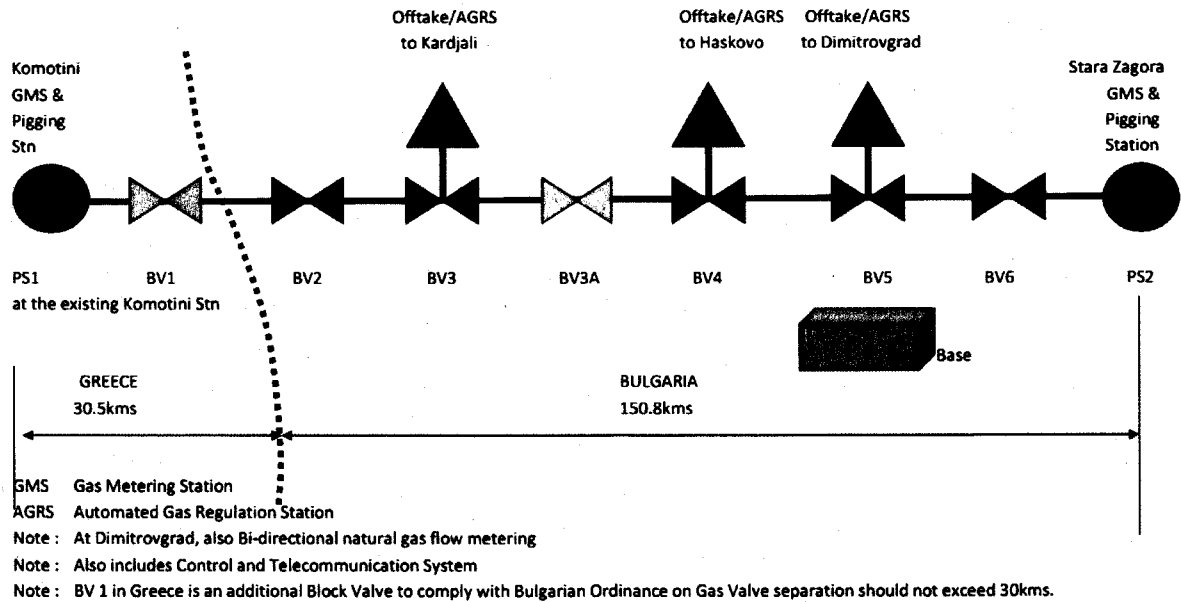 Offtake/AGRS
to Kardjali
Offtake/AGRS
to Haskovo
Offtake/AGRS
to Dimitrovgrad
Komotini
GMS &
Pigging
Stn
Stara Zagora
GMS &
Pigging
Station
PS1
BV1
BV2
BV3
BV3A
BV4
BV5
BV6
PS2
at the existing Komotini Stn
Base
GREECE
30.5kms
BULGARIA
150.8kms
GMS Gas Metering Station
AGRS Automated Gas Regulation Station
Note : At Dimitrovgrad, also Bi-directional natural gas flow metering
Note : Also includes Control and Telecommunication System
Note : BV 1 in Greece is an additional Block Valve to comply with Bulgarian Ordinance on Gas Valve separation should not exceed 30kms.